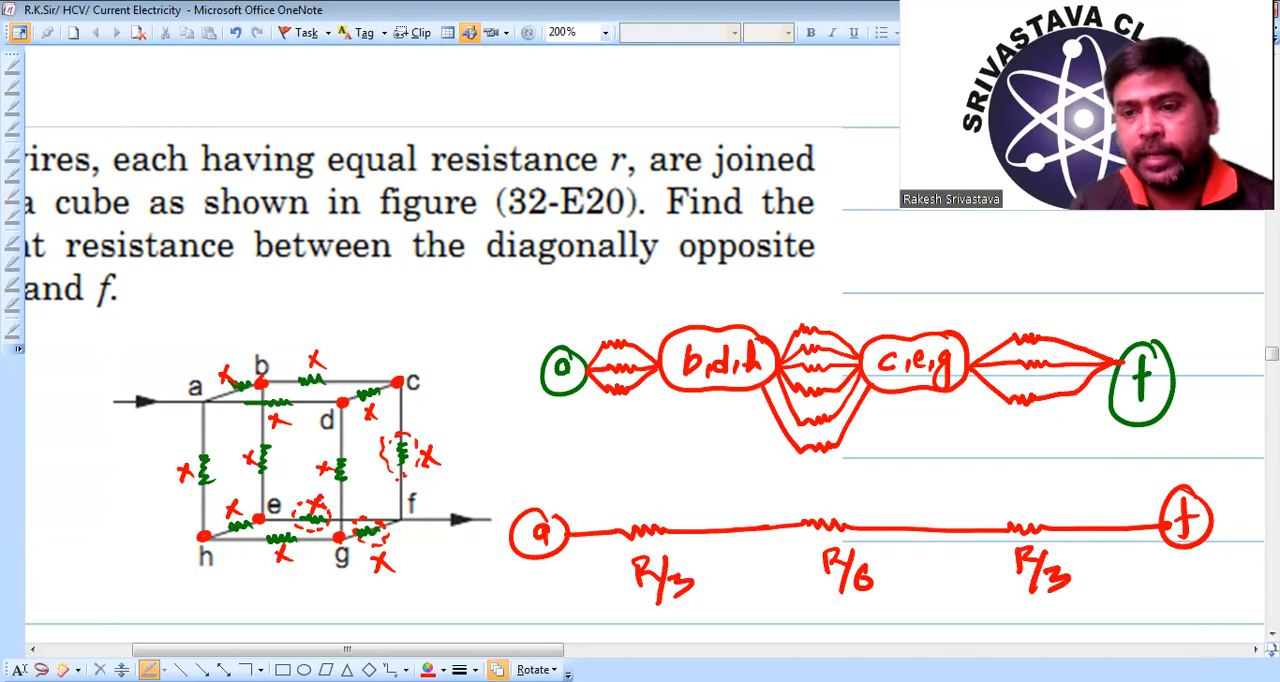 R.K.Sir/ HCV/ Current Electricity - Microsoft Office OneNote
Task
Tag
Clip
200%
B I U
SRIVASTAVA CL
Rakesh Srivastava
vires, each having equal resistance r, are joined
a cube as shown in figure (32-E20). Find the
nt resistance between the diagonally opposite
and f.
a b c d e f g h
x x x x x x x x x x x x
a b,d,h c,e,g f
a f
R/3 R/6 R/3
A
Rotate